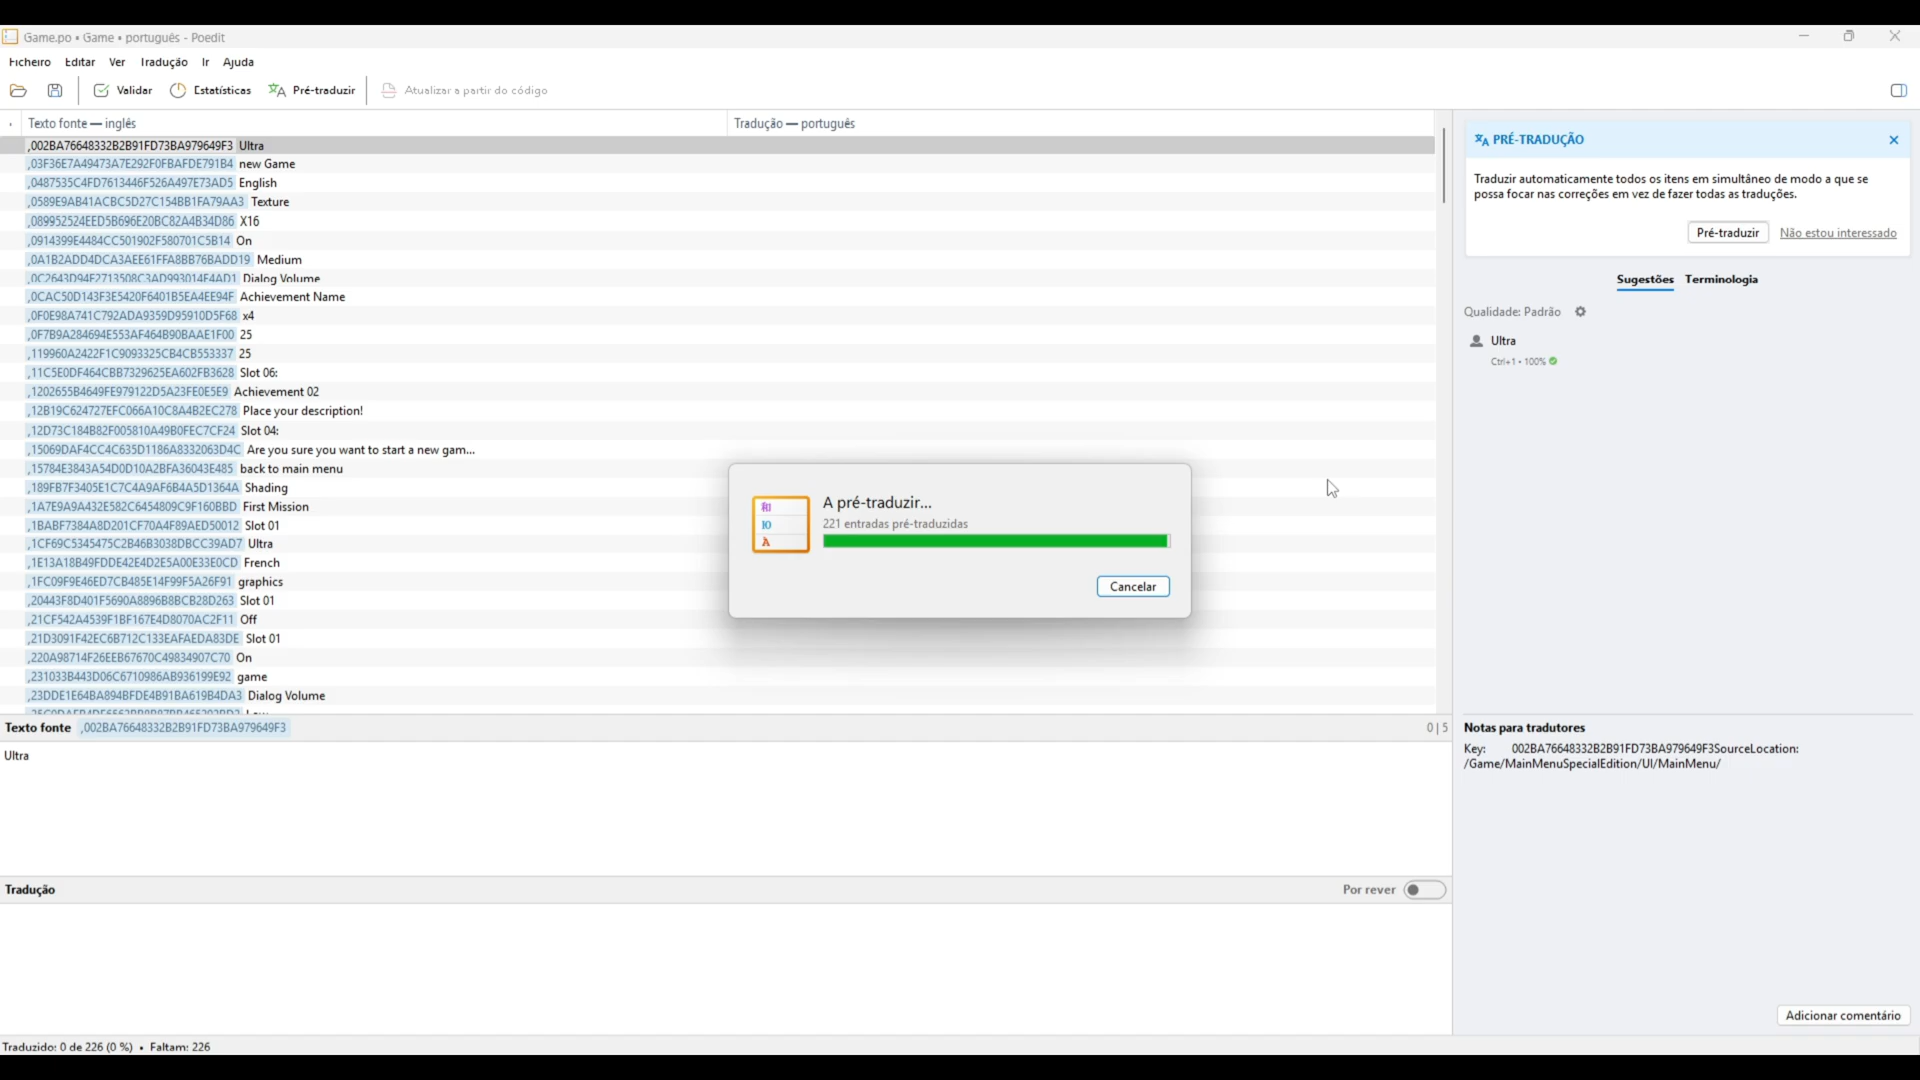 Game.po • Game • português - Poedit
Ficheiro Editar Ver Tradução Ir Ajuda
Validar Estatísticas Pré-traduzir Atualizar a partir do código
Texto fonte — inglês Tradução — português
,002BA76648332B2B91FD73BA979649F3 Ultra
,03F36E7A49473A7E292F0FBAFDE791B4 new Game
,0487535C4FD7613446F526A497E73AD5 English
,0589E9AB41ACBC5D27C154BB1FA79AA3 Texture
,089952524EED5B696E20BC82A4B34D86 X16
,0914399E4484CC501902F580701C5B14 On
,0A1B2ADD4DCA3AEE61FFA8BB76BADD19 Medium
,0C2643D94F2713508C3AD993014F4AD1 Dialog Volume
,0CAC50D143F3E5420F6401B5EA4EE94F Achievement Name
,0F0E98A741C792ADA9359D95910D5F68 x4
,0F7B9A284694E553AF464B90BAAE1F00 25
,119960A2422F1C9093325CB4CB553337 25
,11C5E0DF464CBB7329625EA602FB3628 Slot 06:
,1202655B4649FE979122D5A23FE0E5E9 Achievement 02
,12B19C624727EFC066A10C8A4B2EC278 Place your description!
,12D73C184B82F005810A49B0FEC7CF24 Slot 04:
,15069DAF4CC4C635D1186A8332063D4C Are you sure you want to start a new gam...
,15784E3843A54D0D10A2BFA36043E485 back to main menu
,189FB7F3405E1C7C4A9AF6B4A5D1364A Shading
,1A7E9A9A432E582C6454809C9F160BBD First Mission
,1BABF7384A8D201CF70A4F89AED50012 Slot 01
,1CF69C5345475C2B46B3038DBCC39AD7 Ultra
,1E13A18B49FDDE42E4D2E5A00E33E0CD French
,1FC09F9E46ED7CB485E14F99F5A26F91 graphics
,20443F8D401F5690A8896B8BCB28D263 Slot 01
,21CF542A4539F1BF167E4D8070AC2F11 Off
,21D3091F42EC6B712C133EAFAEDA83DE Slot 01
,220A98714F26EEB67670C49834907C70 On
,231033B443D06C6710986AB936199E92 game
,23DDE1E64BA894BFDE4B91BA619B4DA3 Dialog Volume
A pré-traduzir...
221 entradas pré-traduzidas
Cancelar
Texto fonte ,002BA76648332B2B91FD73BA979649F3 0 | 5
Ultra
Tradução Por rever
Traduzido: 0 de 226 (0 %) • Faltam: 226
PRÉ-TRADUÇÃO
Traduzir automaticamente todos os itens em simultâneo de modo a que se
possa focar nas correções em vez de fazer todas as traduções.
Pré-traduzir Não estou interessado
Sugestões Terminologia
Qualidade: Padrão
Ultra
Ctrl+1 • 100%
Notas para tradutores
Key: 002BA76648332B2B91FD73BA979649F3SourceLocation:
/Game/MainMenuSpecialEdition/UI/MainMenu/
Adicionar comentário